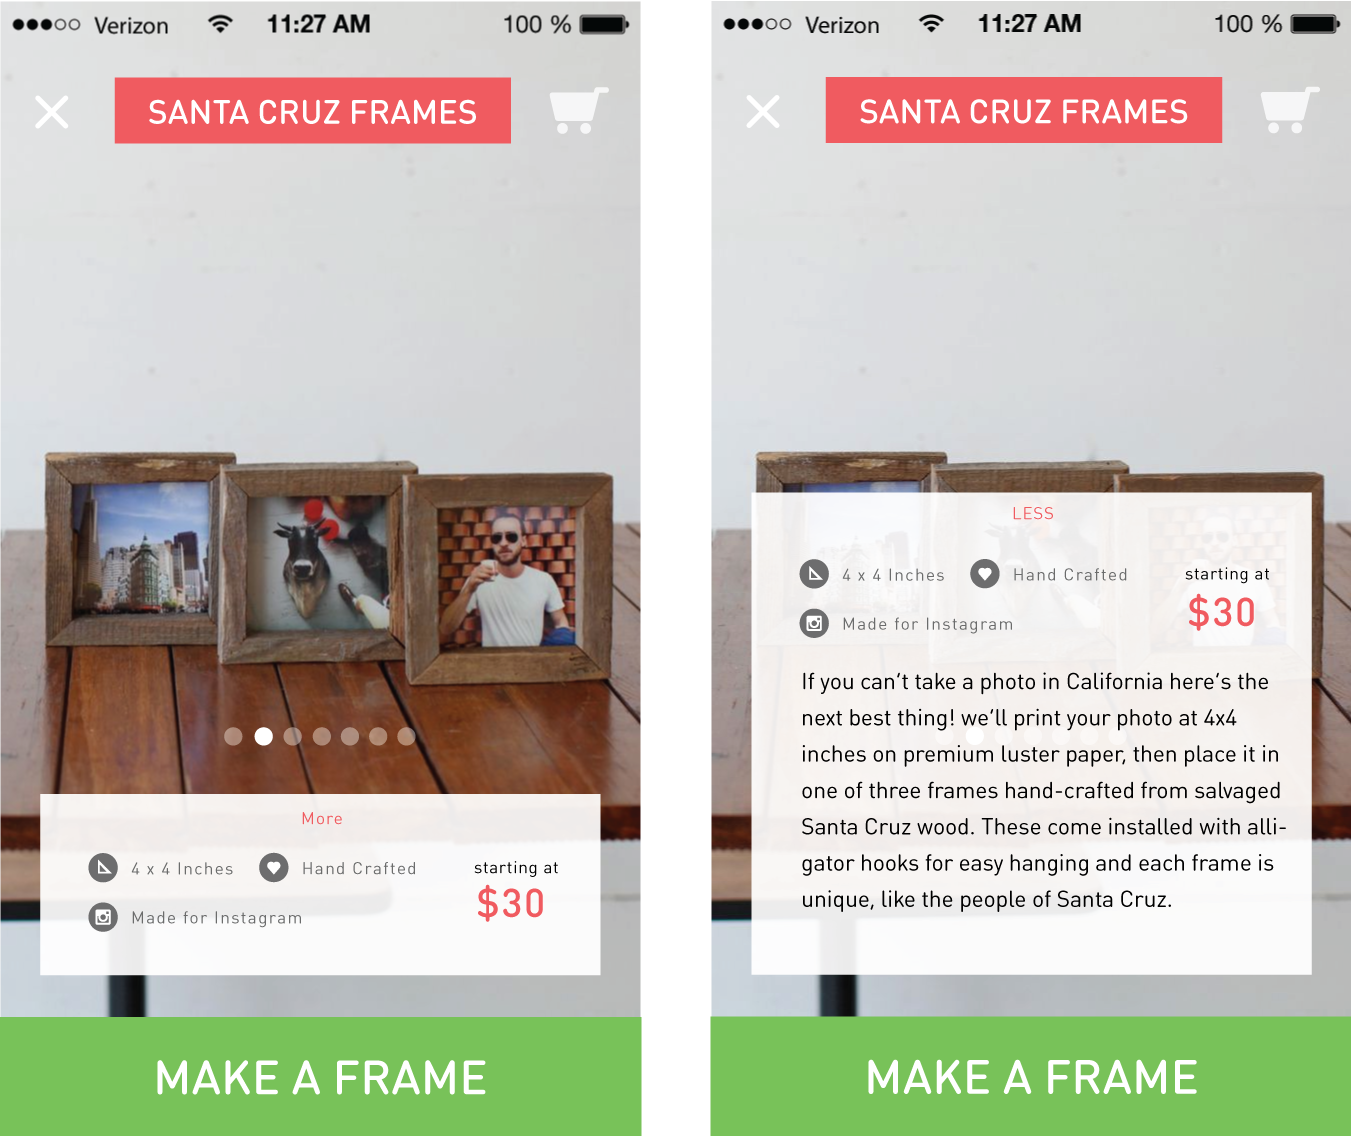 Verizon 11:27 AM 100 %
SANTA CRUZ FRAMES
More
4 x 4 Inches Hand Crafted starting at
Made for Instagram $30
MAKE A FRAME
Verizon 11:27 AM 100 %
SANTA CRUZ FRAMES
LESS
4 x 4 Inches Hand Crafted starting at
Made for Instagram $30
If you can't take a photo in California here's the
next best thing! we'll print your photo at 4x4
inches on premium luster paper, then place it in
one of three frames hand-crafted from salvaged
Santa Cruz wood. These come installed with alli-
gator hooks for easy hanging and each frame is
unique, like the people of Santa Cruz.
MAKE A FRAME